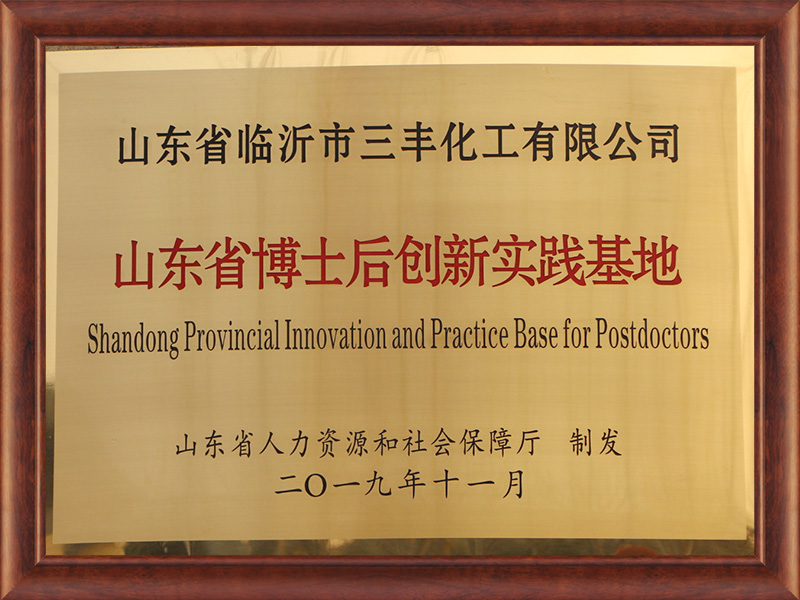 山东省临沂市三丰化工有限公司
山东省博士后创新实践基地
Shandong Provincial Innovation and Practice Base for Postdoctors
山东省人力资源和社会保障厅 制发
二〇一九年十一月